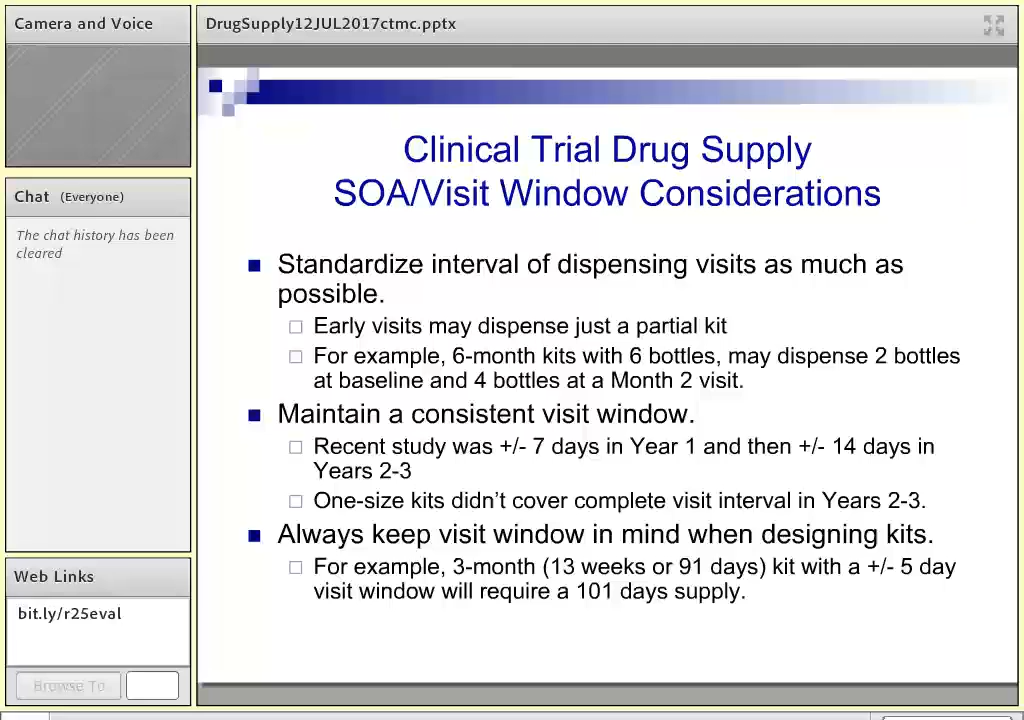 Camera and Voice
DrugSupply12JUL2017ctmc.pptx
Chat (Everyone)
The chat history has been
cleared
Web Links
bit.ly/r25eval
Browse To
Clinical Trial Drug Supply
SOA/Visit Window Considerations
Standardize interval of dispensing visits as much as
possible.
Early visits may dispense just a partial kit
For example, 6-month kits with 6 bottles, may dispense 2 bottles
at baseline and 4 bottles at a Month 2 visit.
Maintain a consistent visit window.
Recent study was +/- 7 days in Year 1 and then +/- 14 days in
Years 2-3
One-size kits didn't cover complete visit interval in Years 2-3.
Always keep visit window in mind when designing kits.
For example, 3-month (13 weeks or 91 days) kit with a +/- 5 day
visit window will require a 101 days supply.